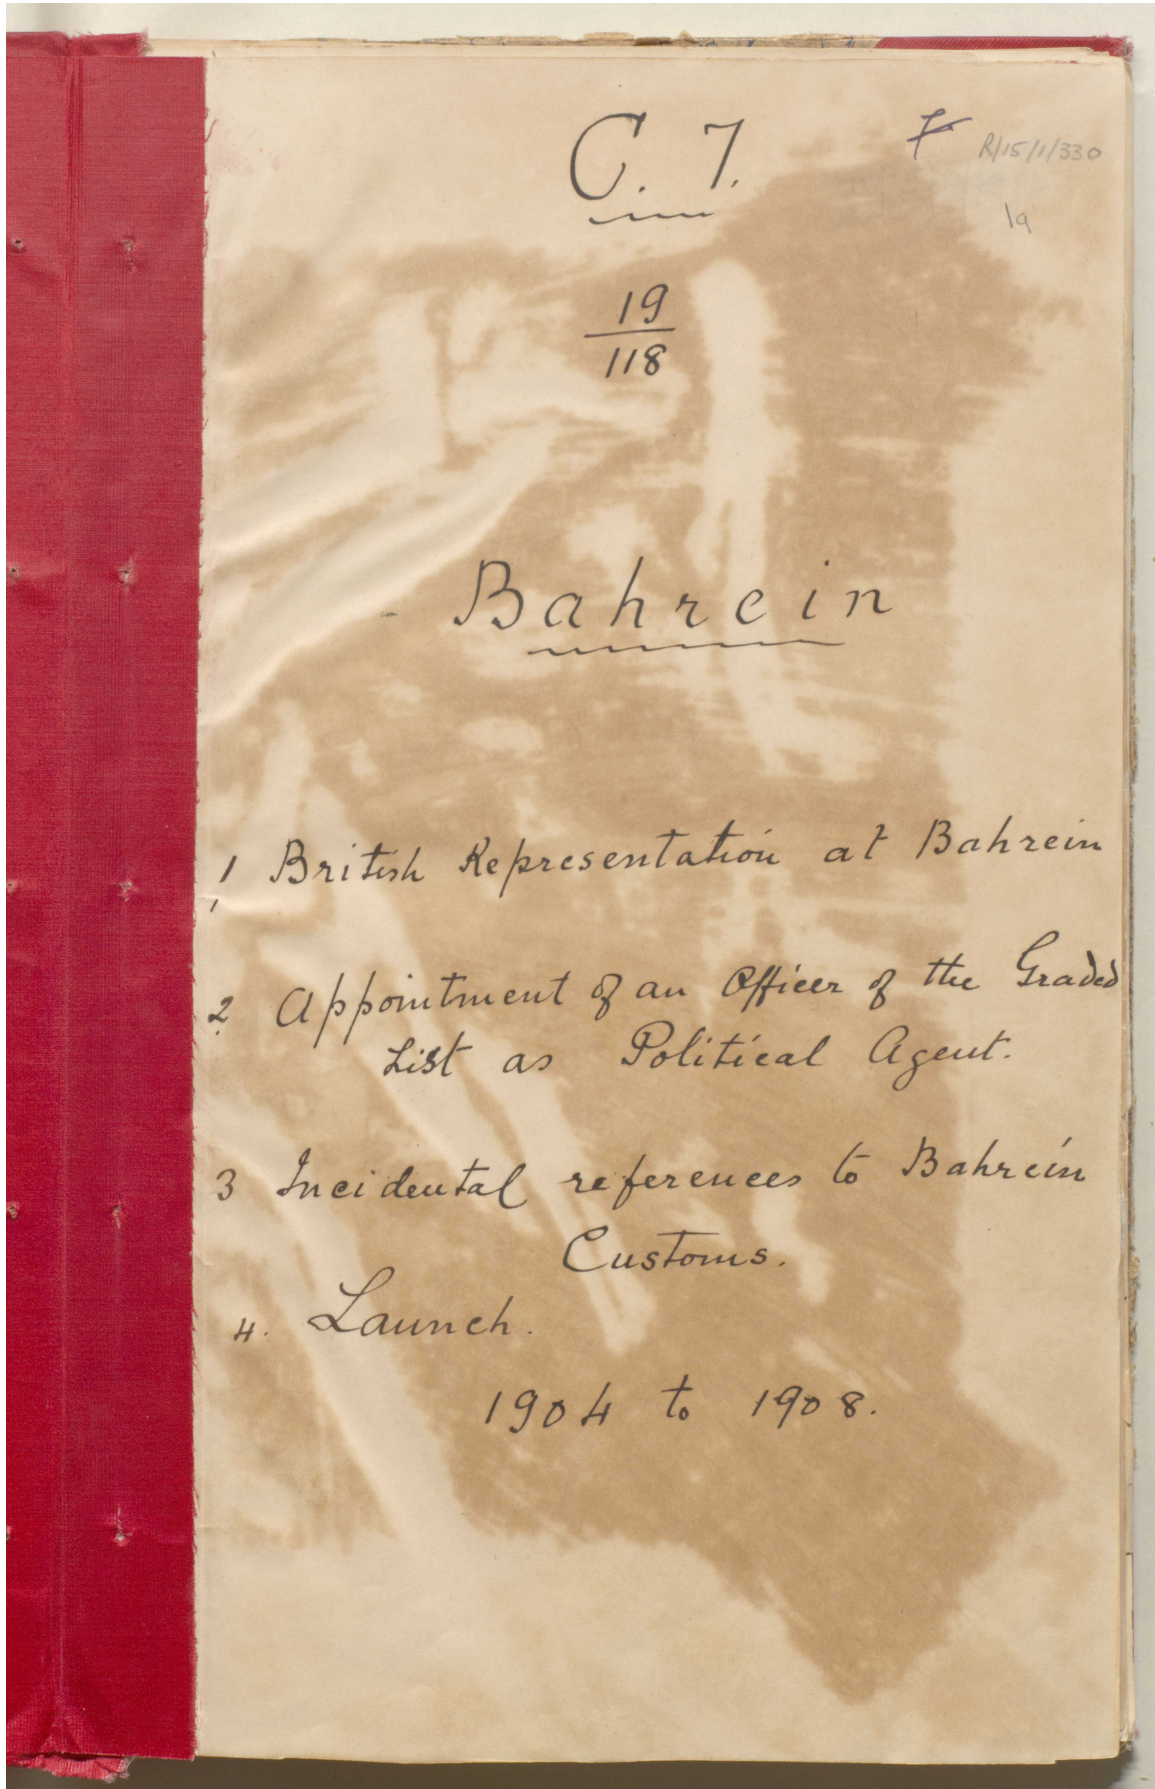 C. 7.
R/15/1/330
1a
19
118
Bahrein
1 British Representation at Bahrein
2 Appointment of an Officer of the Graded
List as Political Agent.
3 Incidental references to Bahrein
Customs.
4. Launch.
1904 to 1908.